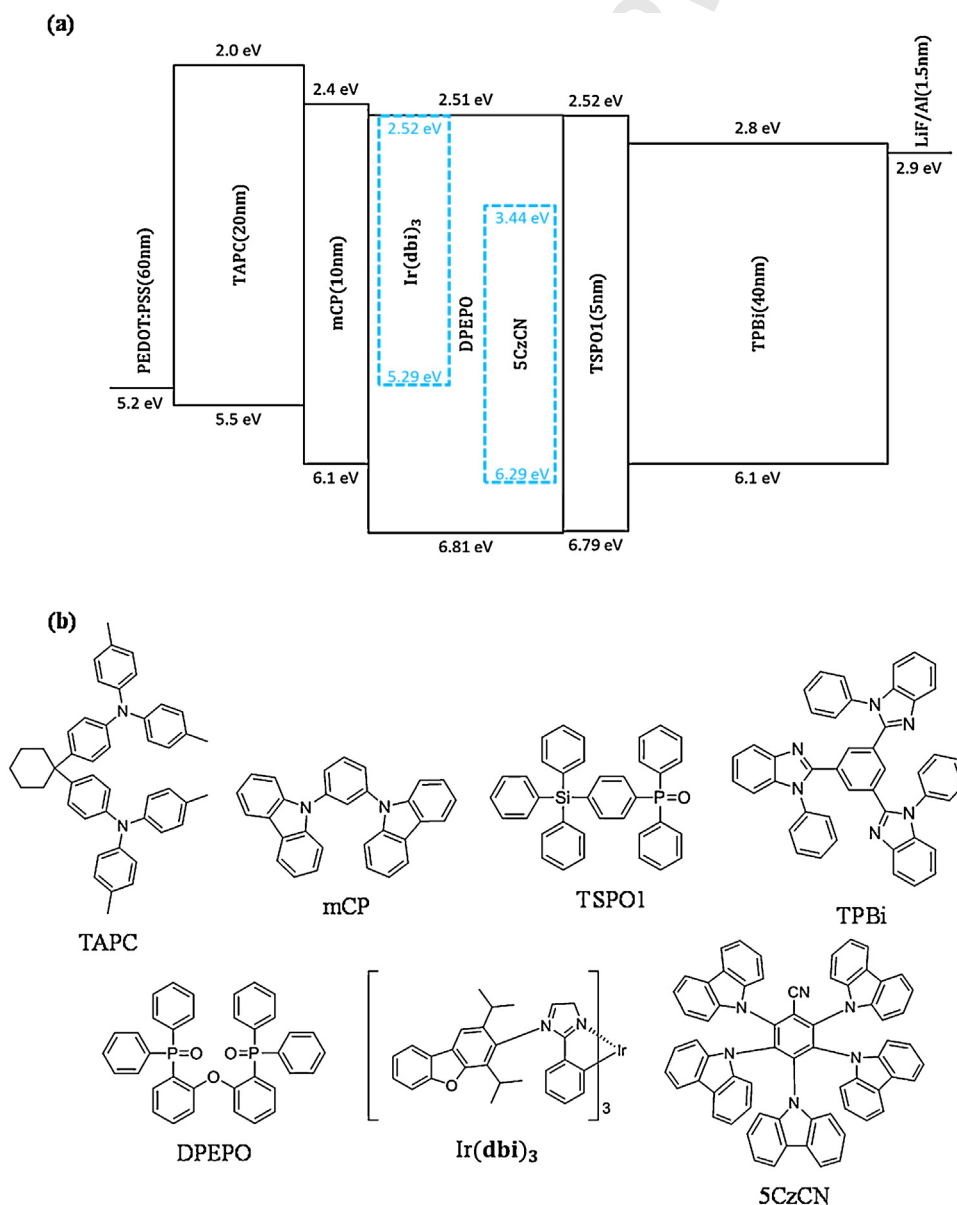 (a)
2.0 eV
2.4 eV
2.51 eV
2.52 eV
2.8 eV
LiF/Al(1.5nm)
2.9 eV
2.52 eV
3.44 eV
PEDOT:PSS(60nm)
TAPC(20nm)
mCP(10nm)
Ir(dbi)3
DPEPO
5CzCN
TSPO1(5nm)
TPBi(40nm)
5.29 eV
5.2 eV
5.5 eV
6.29 eV
6.1 eV
6.1 eV
6.81 eV
6.79 eV
(b)
N
N
TAPC
N
N
mCP
Si
P=O
TSPO1
N
N
N
N
N
N
TPBi
P=O
O=P
O
DPEPO
O
N
N
Ir
3
Ir(dbi)3
CN
N
N
N
N
N
5CzCN